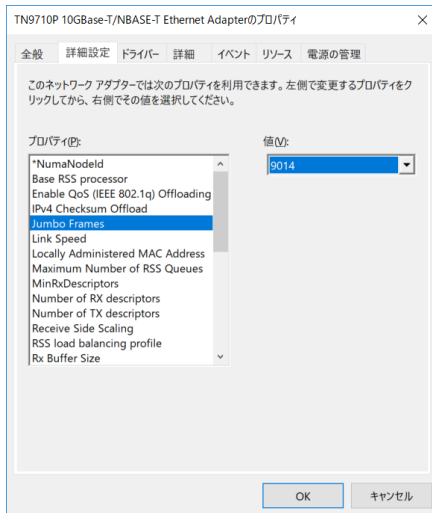 TN9710P 10GBase-T/NBASE-T Ethernet Adapterのプロパティ
全般 詳細設定 ドライバー 詳細 イベント リソース 電源の管理
このネットワーク アダプターでは次のプロパティを利用できます。左側で変更するプロパティをク
リックしてから、右側でその値を選択してください。
プロパティ(P): 値(V):
*NumaNodeId 9014
Base RSS processor
Enable QoS (IEEE 802.1q) Offloading
IPv4 Checksum Offload
Jumbo Frames
Link Speed
Locally Administered MAC Address
Maximum Number of RSS Queues
MinRxDescriptors
Number of RX descriptors
Number of TX descriptors
Receive Side Scaling
RSS load balancing profile
Rx Buffer Size
OK キャンセル